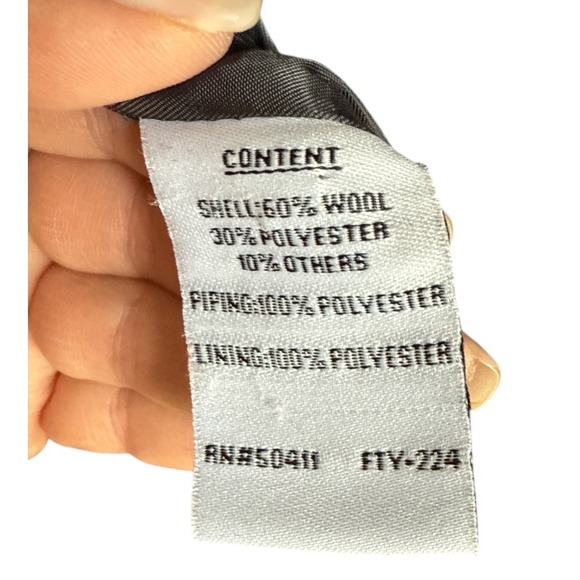 CONTENT
SHELL:60% WOOL
30% POLYESTER
10% OTHERS
PIPING:100% POLYESTER
LINING:100% POLYESTER
RN#50411 FTY-224